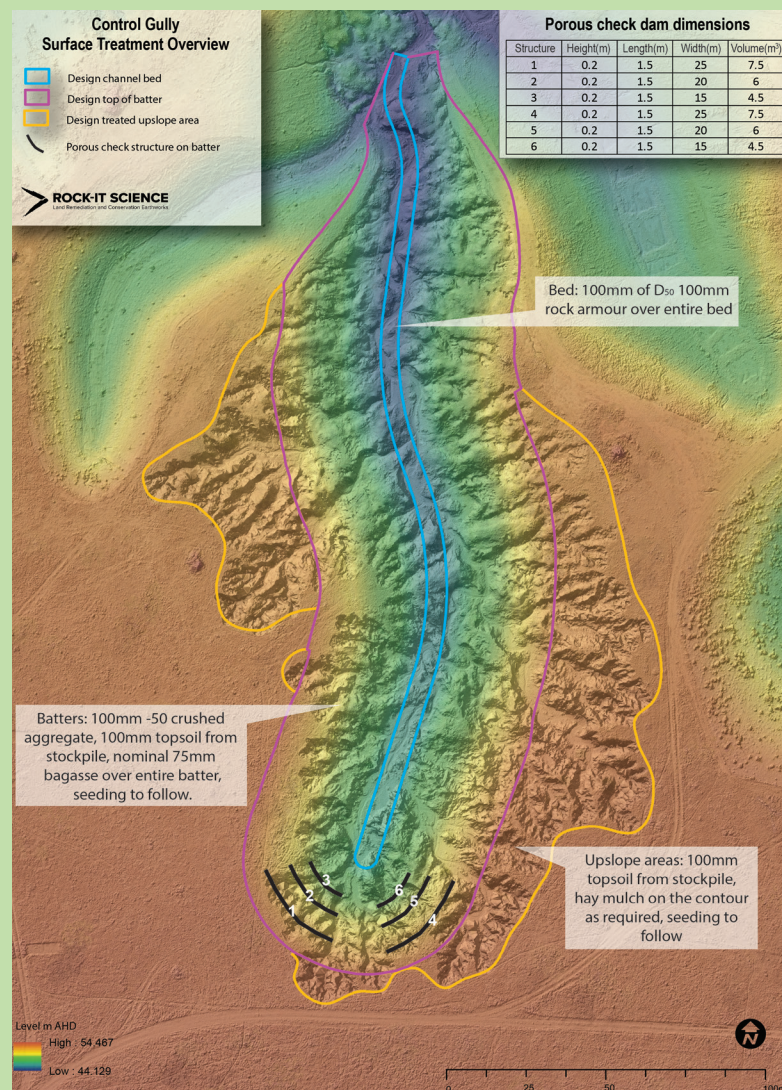 Control Gully
Surface Treatment Overview
Design channel bed
Design top of batter
Design treated upslope area
Porous check structure on batter
ROCK-IT SCIENCE
Land Remediation and Conservation Earthworks
Porous check dam dimensions
Structure Height(m) Length(m) Width(m) Volume(m³)
1 0.2 1.5 25 7.5
2 0.2 1.5 20 6
3 0.2 1.5 15 4.5
4 0.2 1.5 25 7.5
5 0.2 1.5 20 6
6 0.2 1.5 15 4.5
Bed: 100mm of D₅₀ 100mm
rock armour over entire bed
Batters: 100mm -50 crushed
aggregate, 100mm topsoil from
stockpile, nominal 75mm
bagasse over entire batter,
seeding to follow.
Upslope areas: 100mm
topsoil from stockpile,
hay mulch on the contour
as required, seeding to
follow
3
2
1
6
5
4
Level m AHD
High : 54.467
Low : 44.129
N
0 25 50